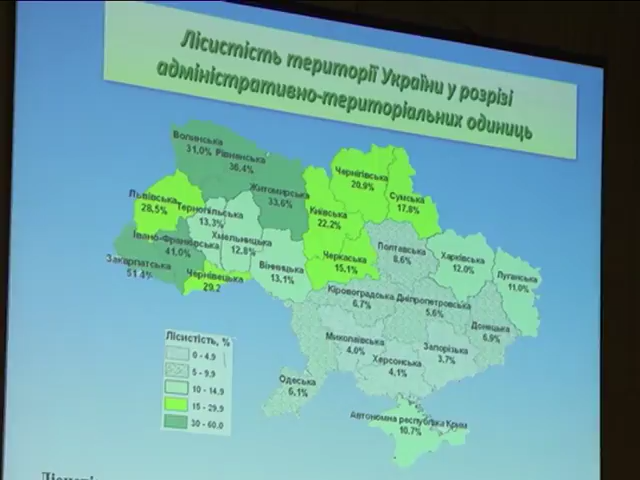 Лісистість території України у розрізі
адміністративно-територіальних одиниць
Волинська
31,0%
Рівненська
36,4%
Житомирська
33,6%
Чернігівська
20,9%
Сумська
17,8%
Львівська
28,5%
Тернопільська
13,3%
Київська
22,2%
Хмельницька
12,8%
Івано-Франківська
41,0%
Закарпатська
51,4%
Чернівецька
29,2
Вінницька
13,1%
Черкаська
15,1%
Полтавська
8,6%
Харківська
12,0%
Луганська
11,0%
Кіровоградська
6,7%
Дніпропетровська
5,6%
Донецька
6,9%
Миколаївська
4,0%
Запорізька
3,7%
Херсонська
4,1%
Одеська
6,1%
Автономна республіка Крим
10,7%
Лісистість, %
0 - 4,9
5 - 9,9
10 - 14,9
15 - 29,9
30 - 60,0